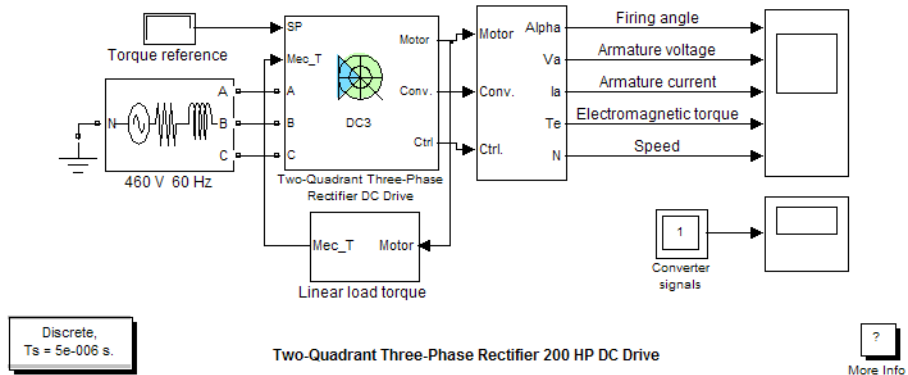 Torque reference
SP
Mec_T
A
B
C
Motor
Conv.
Ctrl
DC3
Two-Quadrant Three-Phase
Rectifier DC Drive
N
A
B
C
460 V 60 Hz
Motor
Conv.
Ctrl.
Alpha
Va
Ia
Te
N
Firing angle
Armature voltage
Armature current
Electromagnetic torque
Speed
Mec_T
Motor
Linear load torque
1
Converter
signals
Discrete,
Ts = 5e-006 s.
Two-Quadrant Three-Phase Rectifier 200 HP DC Drive
?
More Info